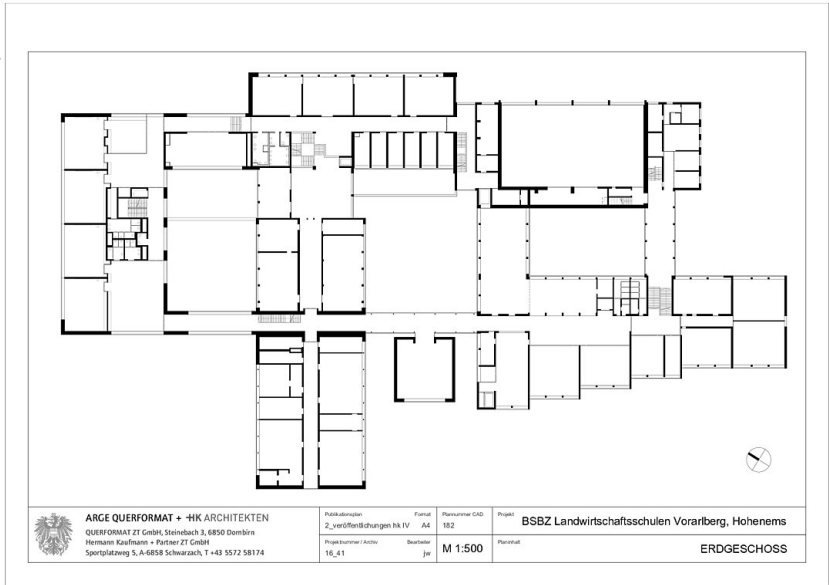 ARGE QUERFORMAT + HK ARCHITEKTEN
QUERFORMAT ZT GmbH, Steinebach 3, 6850 Dornbirn
Hermann Kaufmann + Partner ZT GmbH
Sportplatzweg 5, A-6858 Schwarzach, T +43 5572 58174
Publikationsplan Format
2_veröffentlichungen hk IV A4
Projektnummer / Archiv Bearbeiter
16_41 jw
Plannummer CAD
182
M 1:500
Projekt
BSBZ Landwirtschaftsschulen Vorarlberg, Hohenems
Planinhalt
ERDGESCHOSS